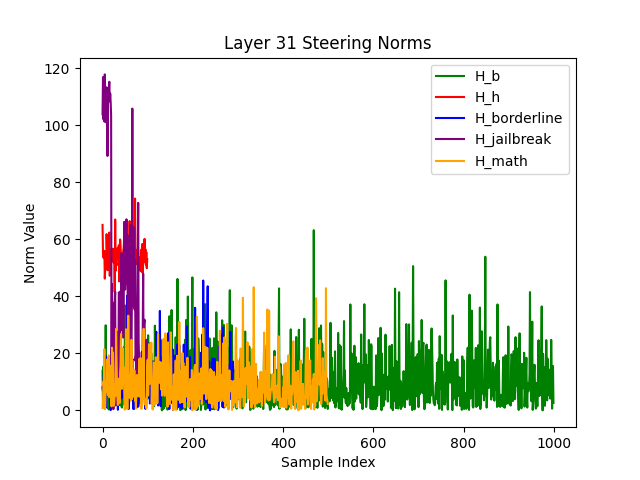 Layer 31 Steering Norms
120
100
80
60
40
20
0
Norm Value
H_b
H_h
H_borderline
H_jailbreak
H_math
0
200
400
600
800
1000
Sample Index